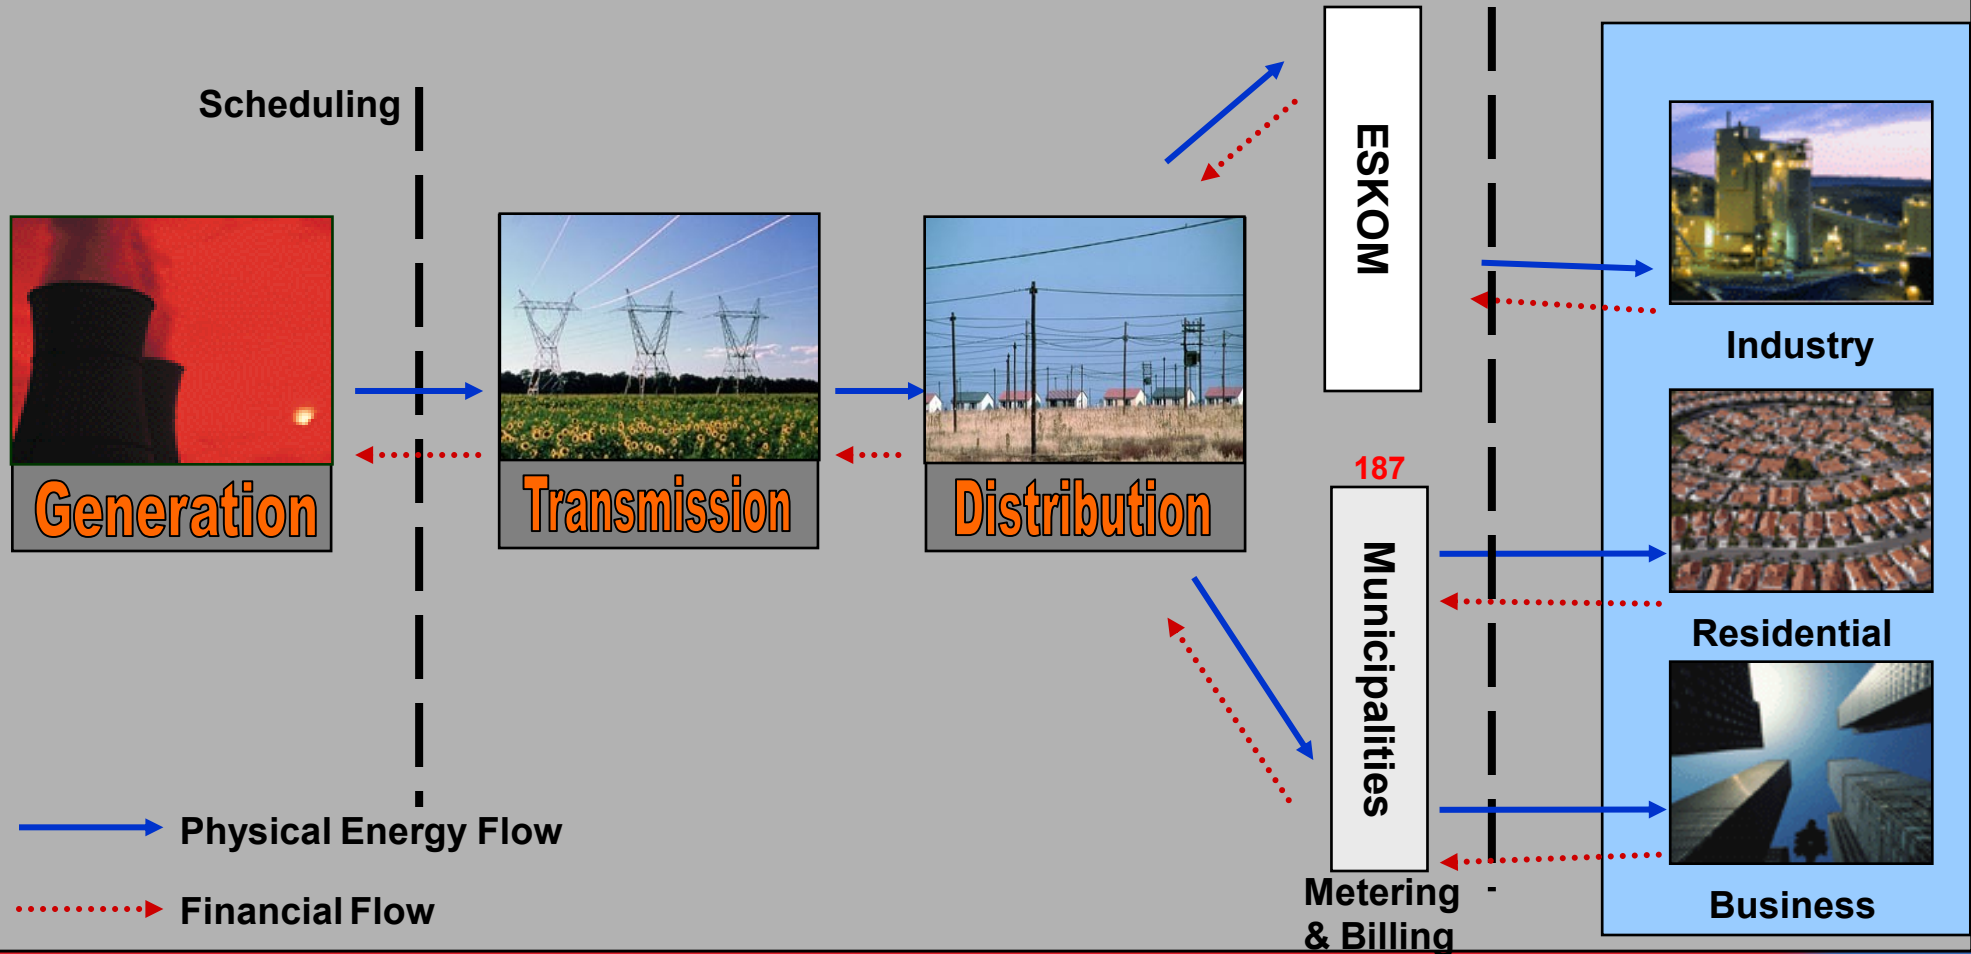 Scheduling
Generation
Transmission
Distribution
ESKOM
187
Municipalities
Metering
& Billing
Industry
Residential
Business
Physical Energy Flow
Financial Flow